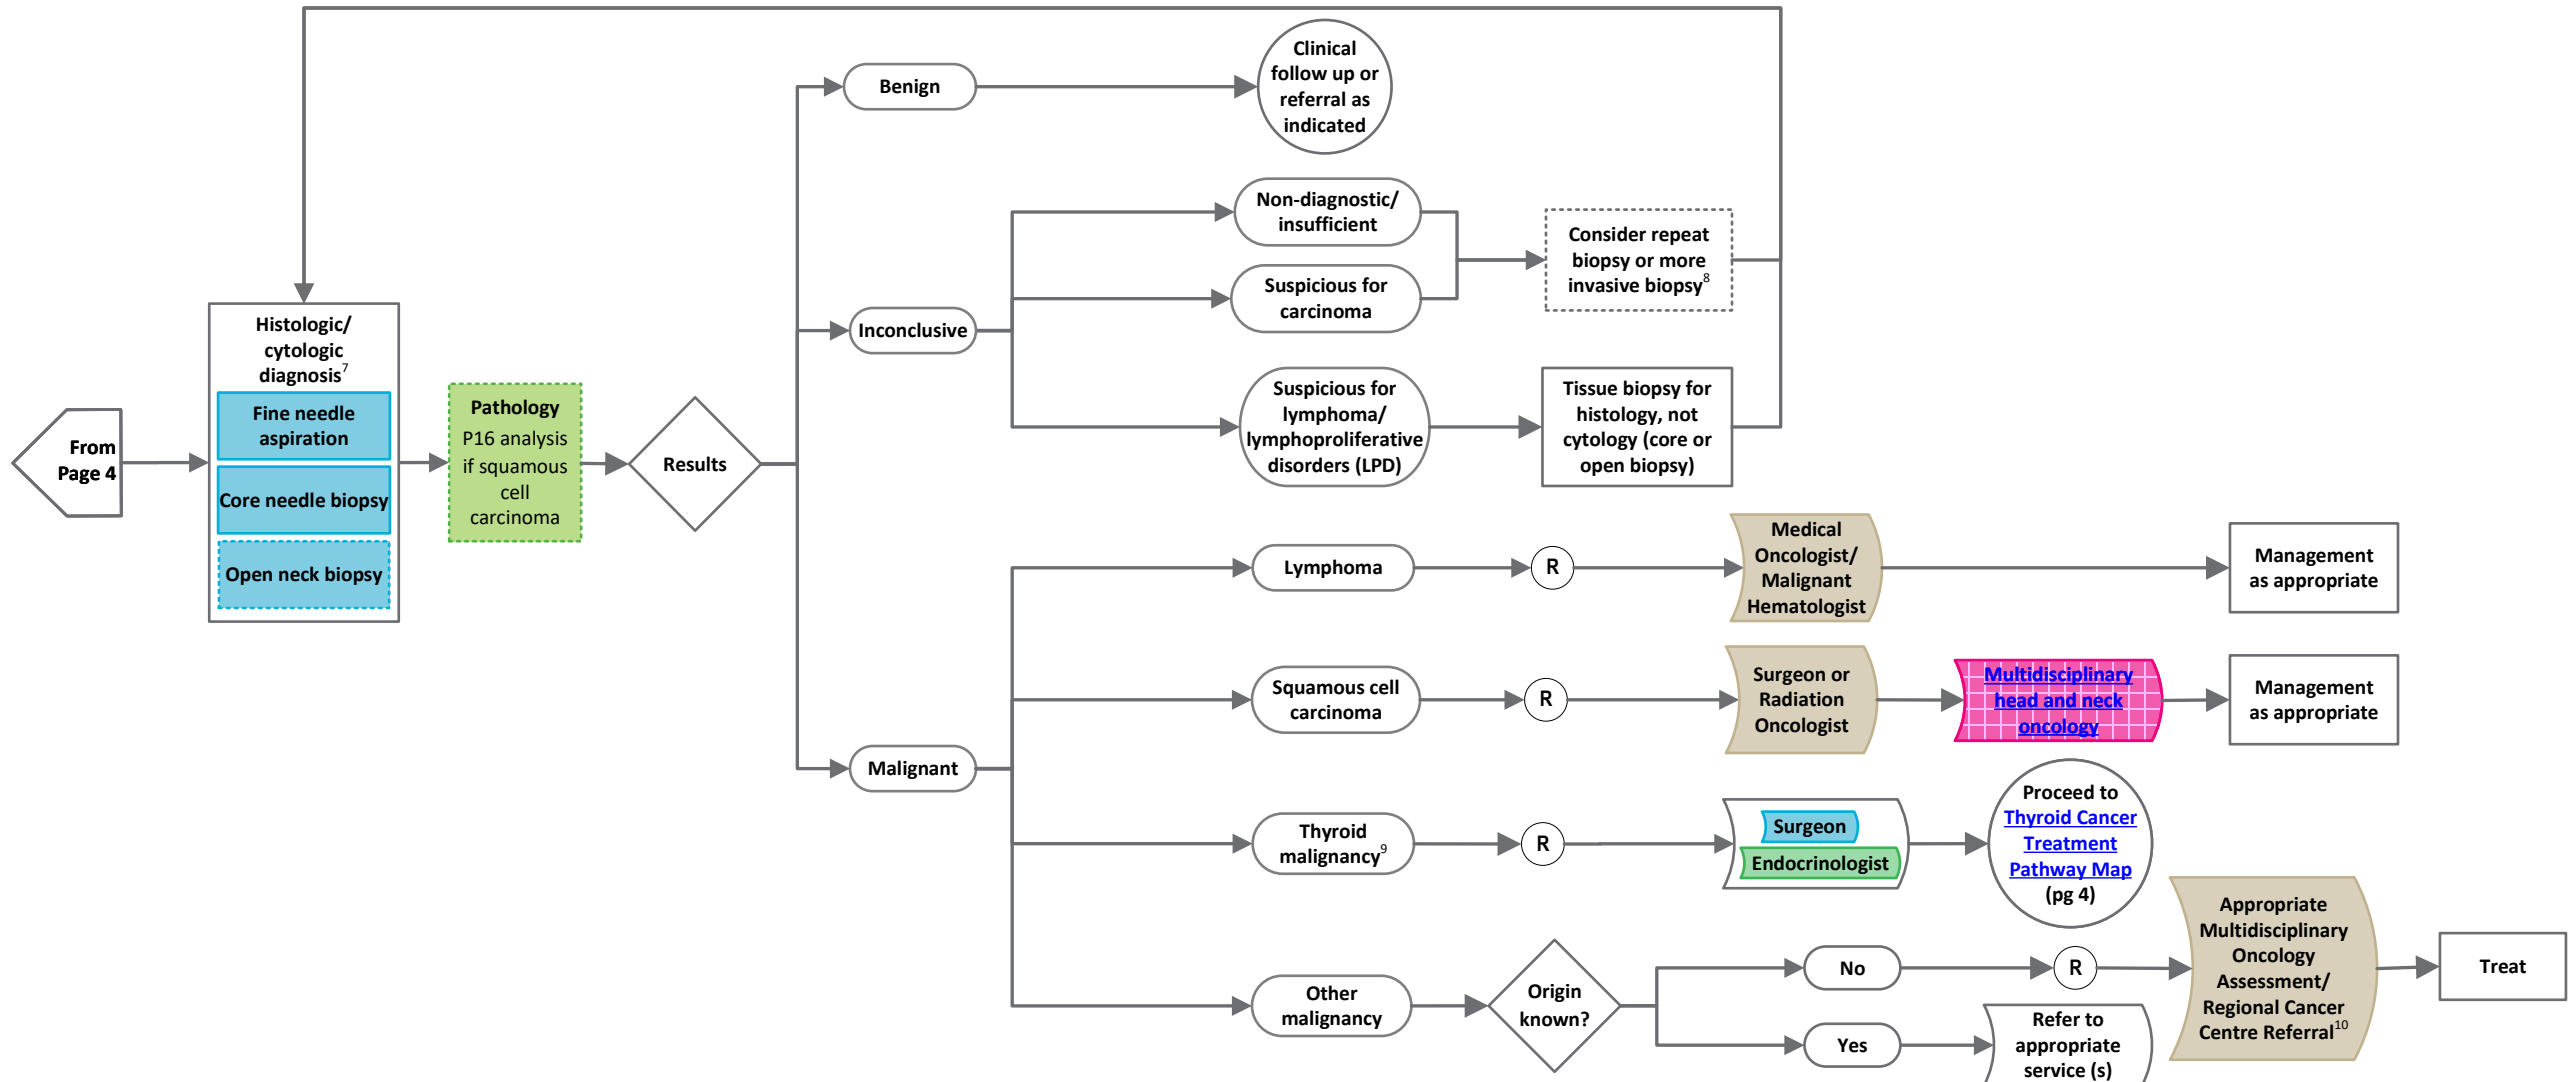 From
Page 4
Histologic/
cytologic
diagnosis7
Fine needle
aspiration
Core needle biopsy
Open neck biopsy
Pathology
P16 analysis
if squamous
cell
carcinoma
Results
Benign
Clinical
follow up or
referral as
indicated
Inconclusive
Non-diagnostic/
insufficient
Suspicious for
carcinoma
Consider repeat
biopsy or more
invasive biopsy8
Suspicious for
lymphoma/
lymphoproliferative
disorders (LPD)
Tissue biopsy for
histology, not
cytology (core or
open biopsy)
Malignant
Lymphoma
R
Medical
Oncologist/
Malignant
Hematologist
Management
as appropriate
Squamous cell
carcinoma
R
Surgeon or
Radiation
Oncologist
Multidisciplinary
head and neck
oncology
Management
as appropriate
Thyroid
malignancy9
R
Surgeon
Endocrinologist
Proceed to
Thyroid Cancer
Treatment
Pathway Map
(pg 4)
Other
malignancy
Origin
known?
No
R
Appropriate
Multidisciplinary
Oncology
Assessment/
Regional Cancer
Centre Referral10
Treat
Yes
Refer to
appropriate
service (s)